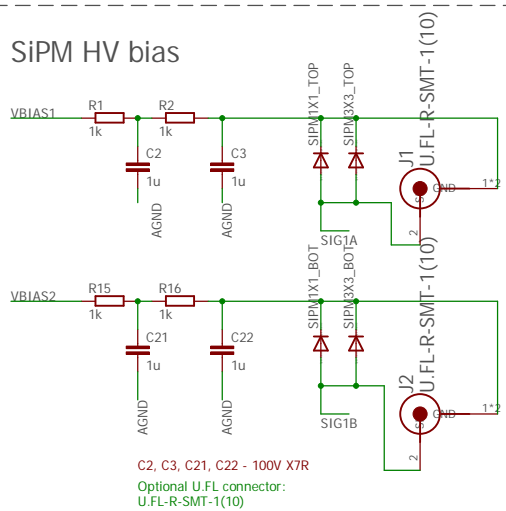 SiPM HV bias
VBIAS1
R1
1k
R2
1k
C2
1u
AGND
C3
1u
AGND
SIPM1X1_TOP
SIPM3X3_TOP
SIG1A
J1
U.FL-R-SMT-1(10)
S
GND
1*2
2
VBIAS2
R15
1k
R16
1k
C21
1u
AGND
C22
1u
AGND
SIPM1X1_BOT
SIPM3X3_BOT
SIG1B
J2
U.FL-R-SMT-1(10)
S
GND
1*2
2
C2, C3, C21, C22 - 100V X7R
Optional U.FL connector:
U.FL-R-SMT-1(10)